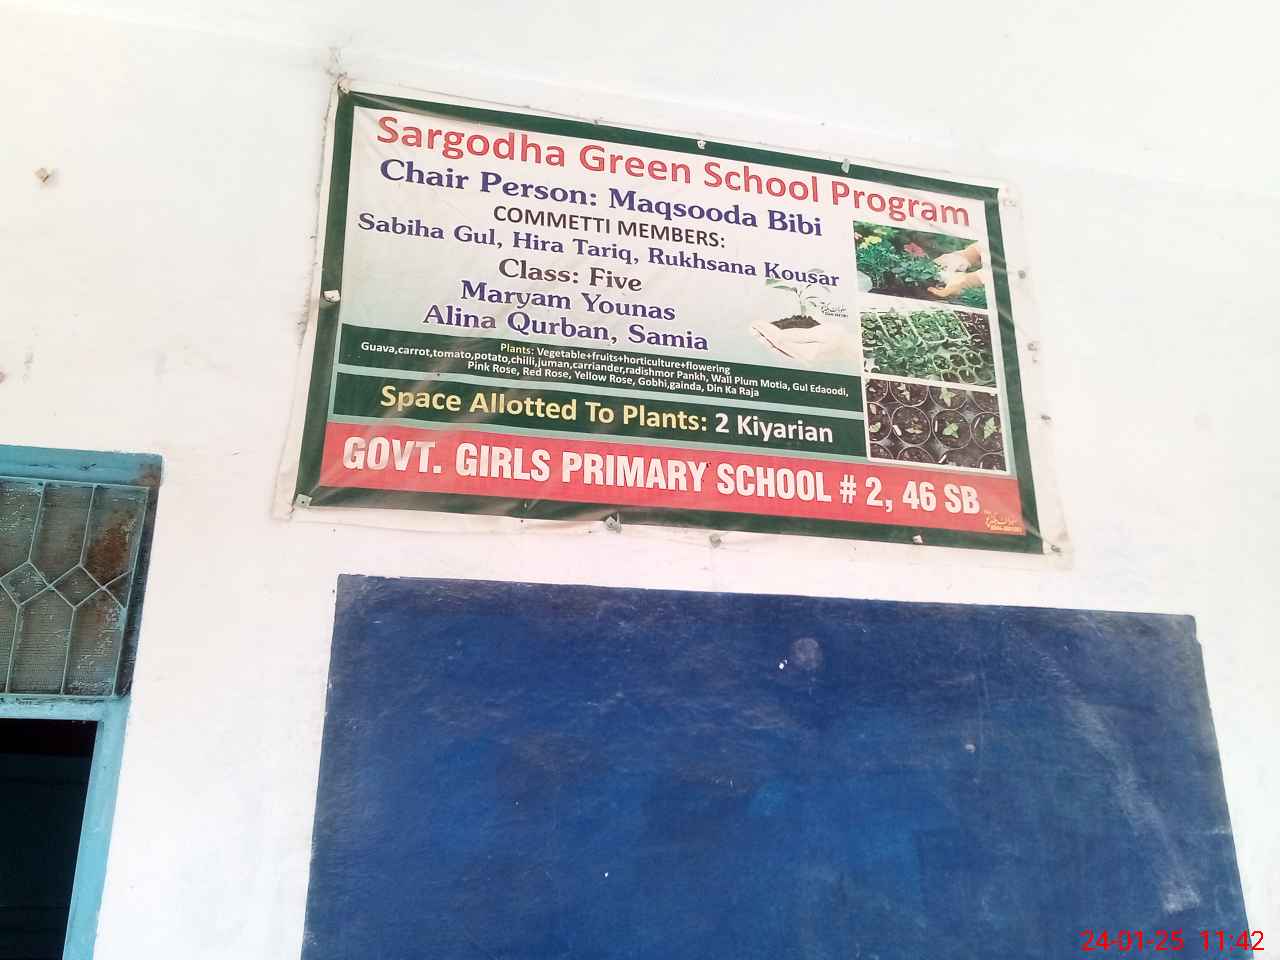 Sargodha Green School Program
Chair Person: Maqsooda Bibi
COMMETTI MEMBERS:
Sabiha Gul, Hira Tariq, Rukhsana Kousar
Class: Five
Maryam Younas
Alina Qurban, Samia
Plants: Vegetable+fruits+horticulture+flowering
Guava,carrot,tomato,potato,chilli,juman,carriander,radishmor Pankh, Wall Plum Motia, Gul Edaoodi,
Pink Rose, Red Rose, Yellow Rose, Gobhi,gainda, Din Ka Raja
Space Allotted To Plants: 2 Kiyarian
GOVT. GIRLS PRIMARY SCHOOL # 2, 46 SB
24-01-25 11:42